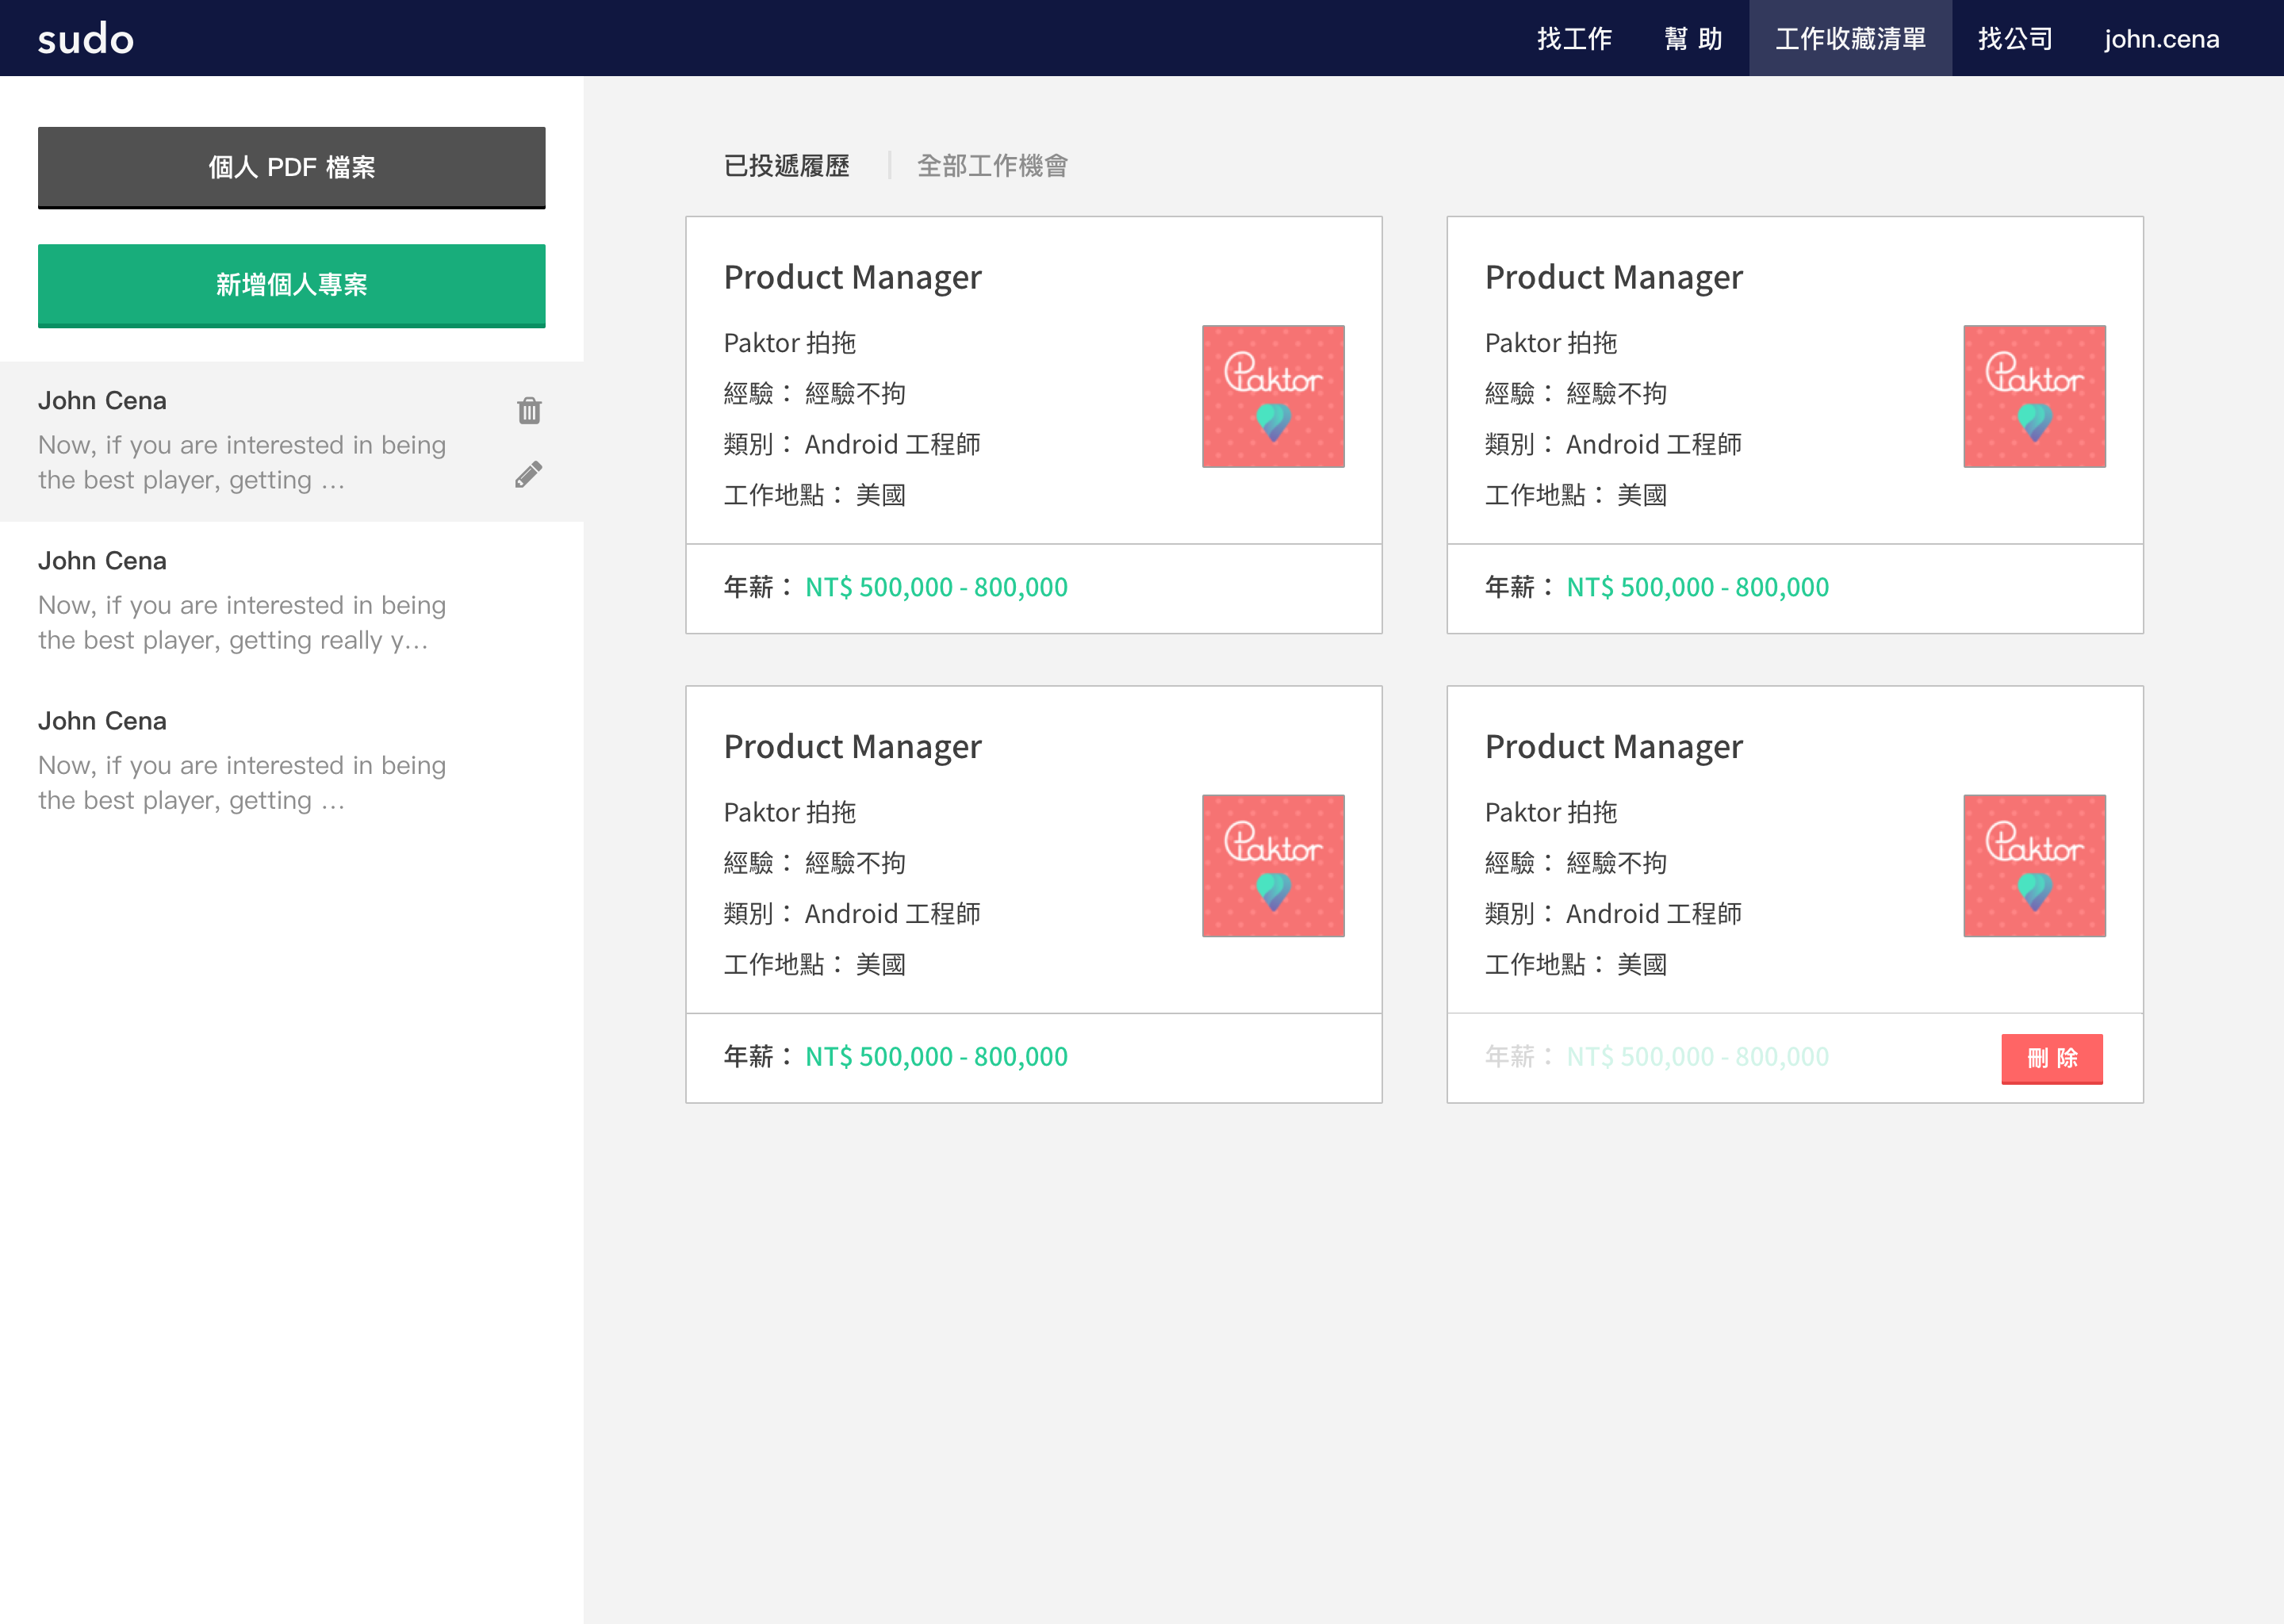 sudo
找工作 幫 助 工作收藏清單 找公司 john.cena
個人 PDF 檔案
新增個人專案
John Cena
Now, if you are interested in being
the best player, getting …
John Cena
Now, if you are interested in being
the best player, getting really y…
John Cena
Now, if you are interested in being
the best player, getting …
已投遞履歷 全部工作機會
Product Manager
Paktor 拍拖
經驗： 經驗不拘
類別： Android 工程師
工作地點： 美國
Paktor
年薪： NT$ 500,000 - 800,000
Product Manager
Paktor 拍拖
經驗： 經驗不拘
類別： Android 工程師
工作地點： 美國
Paktor
年薪： NT$ 500,000 - 800,000
Product Manager
Paktor 拍拖
經驗： 經驗不拘
類別： Android 工程師
工作地點： 美國
Paktor
年薪： NT$ 500,000 - 800,000
Product Manager
Paktor 拍拖
經驗： 經驗不拘
類別： Android 工程師
工作地點： 美國
Paktor
年薪： NT$ 500,000 - 800,000
刪 除